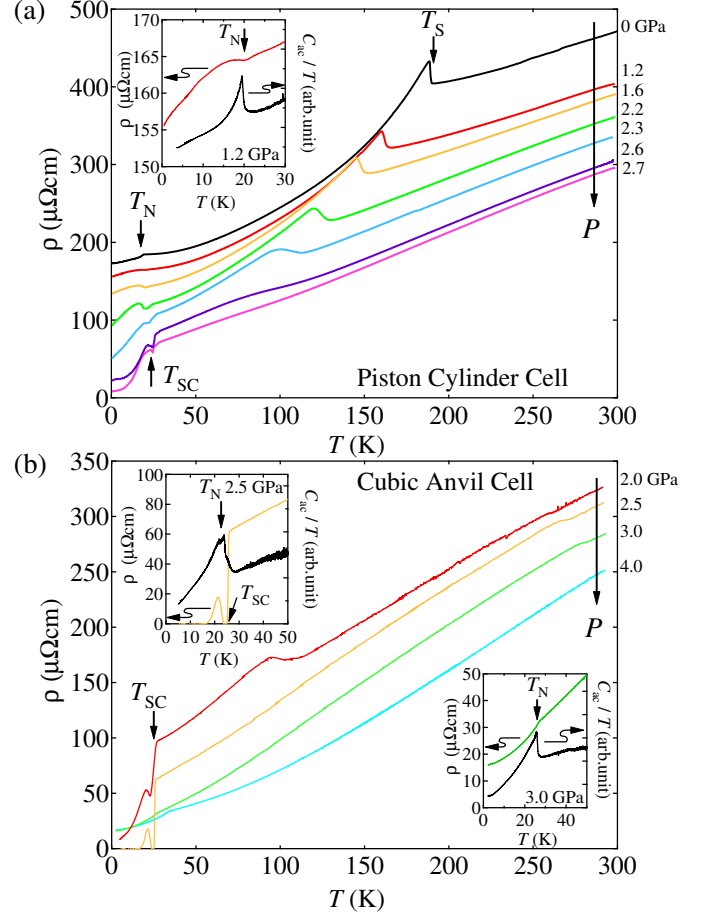 (a)
500
400
300
200
100
0
ρ (μΩcm)
0
50
100
150
200
250
300
T (K)
T_N
T_S
T_SC
P
Piston Cylinder Cell
0 GPa
1.2
1.6
2.2
2.3
2.6
2.7
170
165
160
155
150
ρ (μΩcm)
0
10
20
30
T (K)
T_N
1.2 GPa
C_ac / T (arb.unit)
(b)
350
300
250
200
150
100
50
0
ρ (μΩcm)
0
50
100
150
200
250
300
T (K)
T_SC
P
Cubic Anvil Cell
2.0 GPa
2.5
3.0
4.0
100
80
60
40
20
0
ρ (μΩcm)
0
10
20
30
40
50
T (K)
T_N
2.5 GPa
T_SC
C_ac / T (arb.unit)
50
40
30
20
10
0
ρ (μΩcm)
0
20
40
T (K)
T_N
3.0 GPa
C_ac / T (arb.unit)